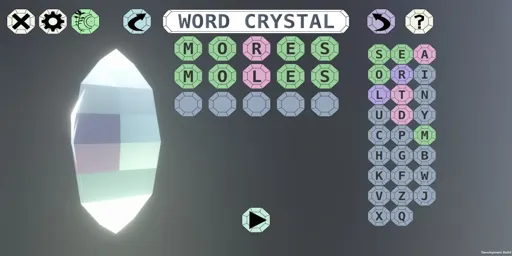 WORD CRYSTAL
?
M O R E S
M O L E S
S E A
O R I
L T N
U D Y
C P M
H G B
K F W
V Z J
X Q
Development Build